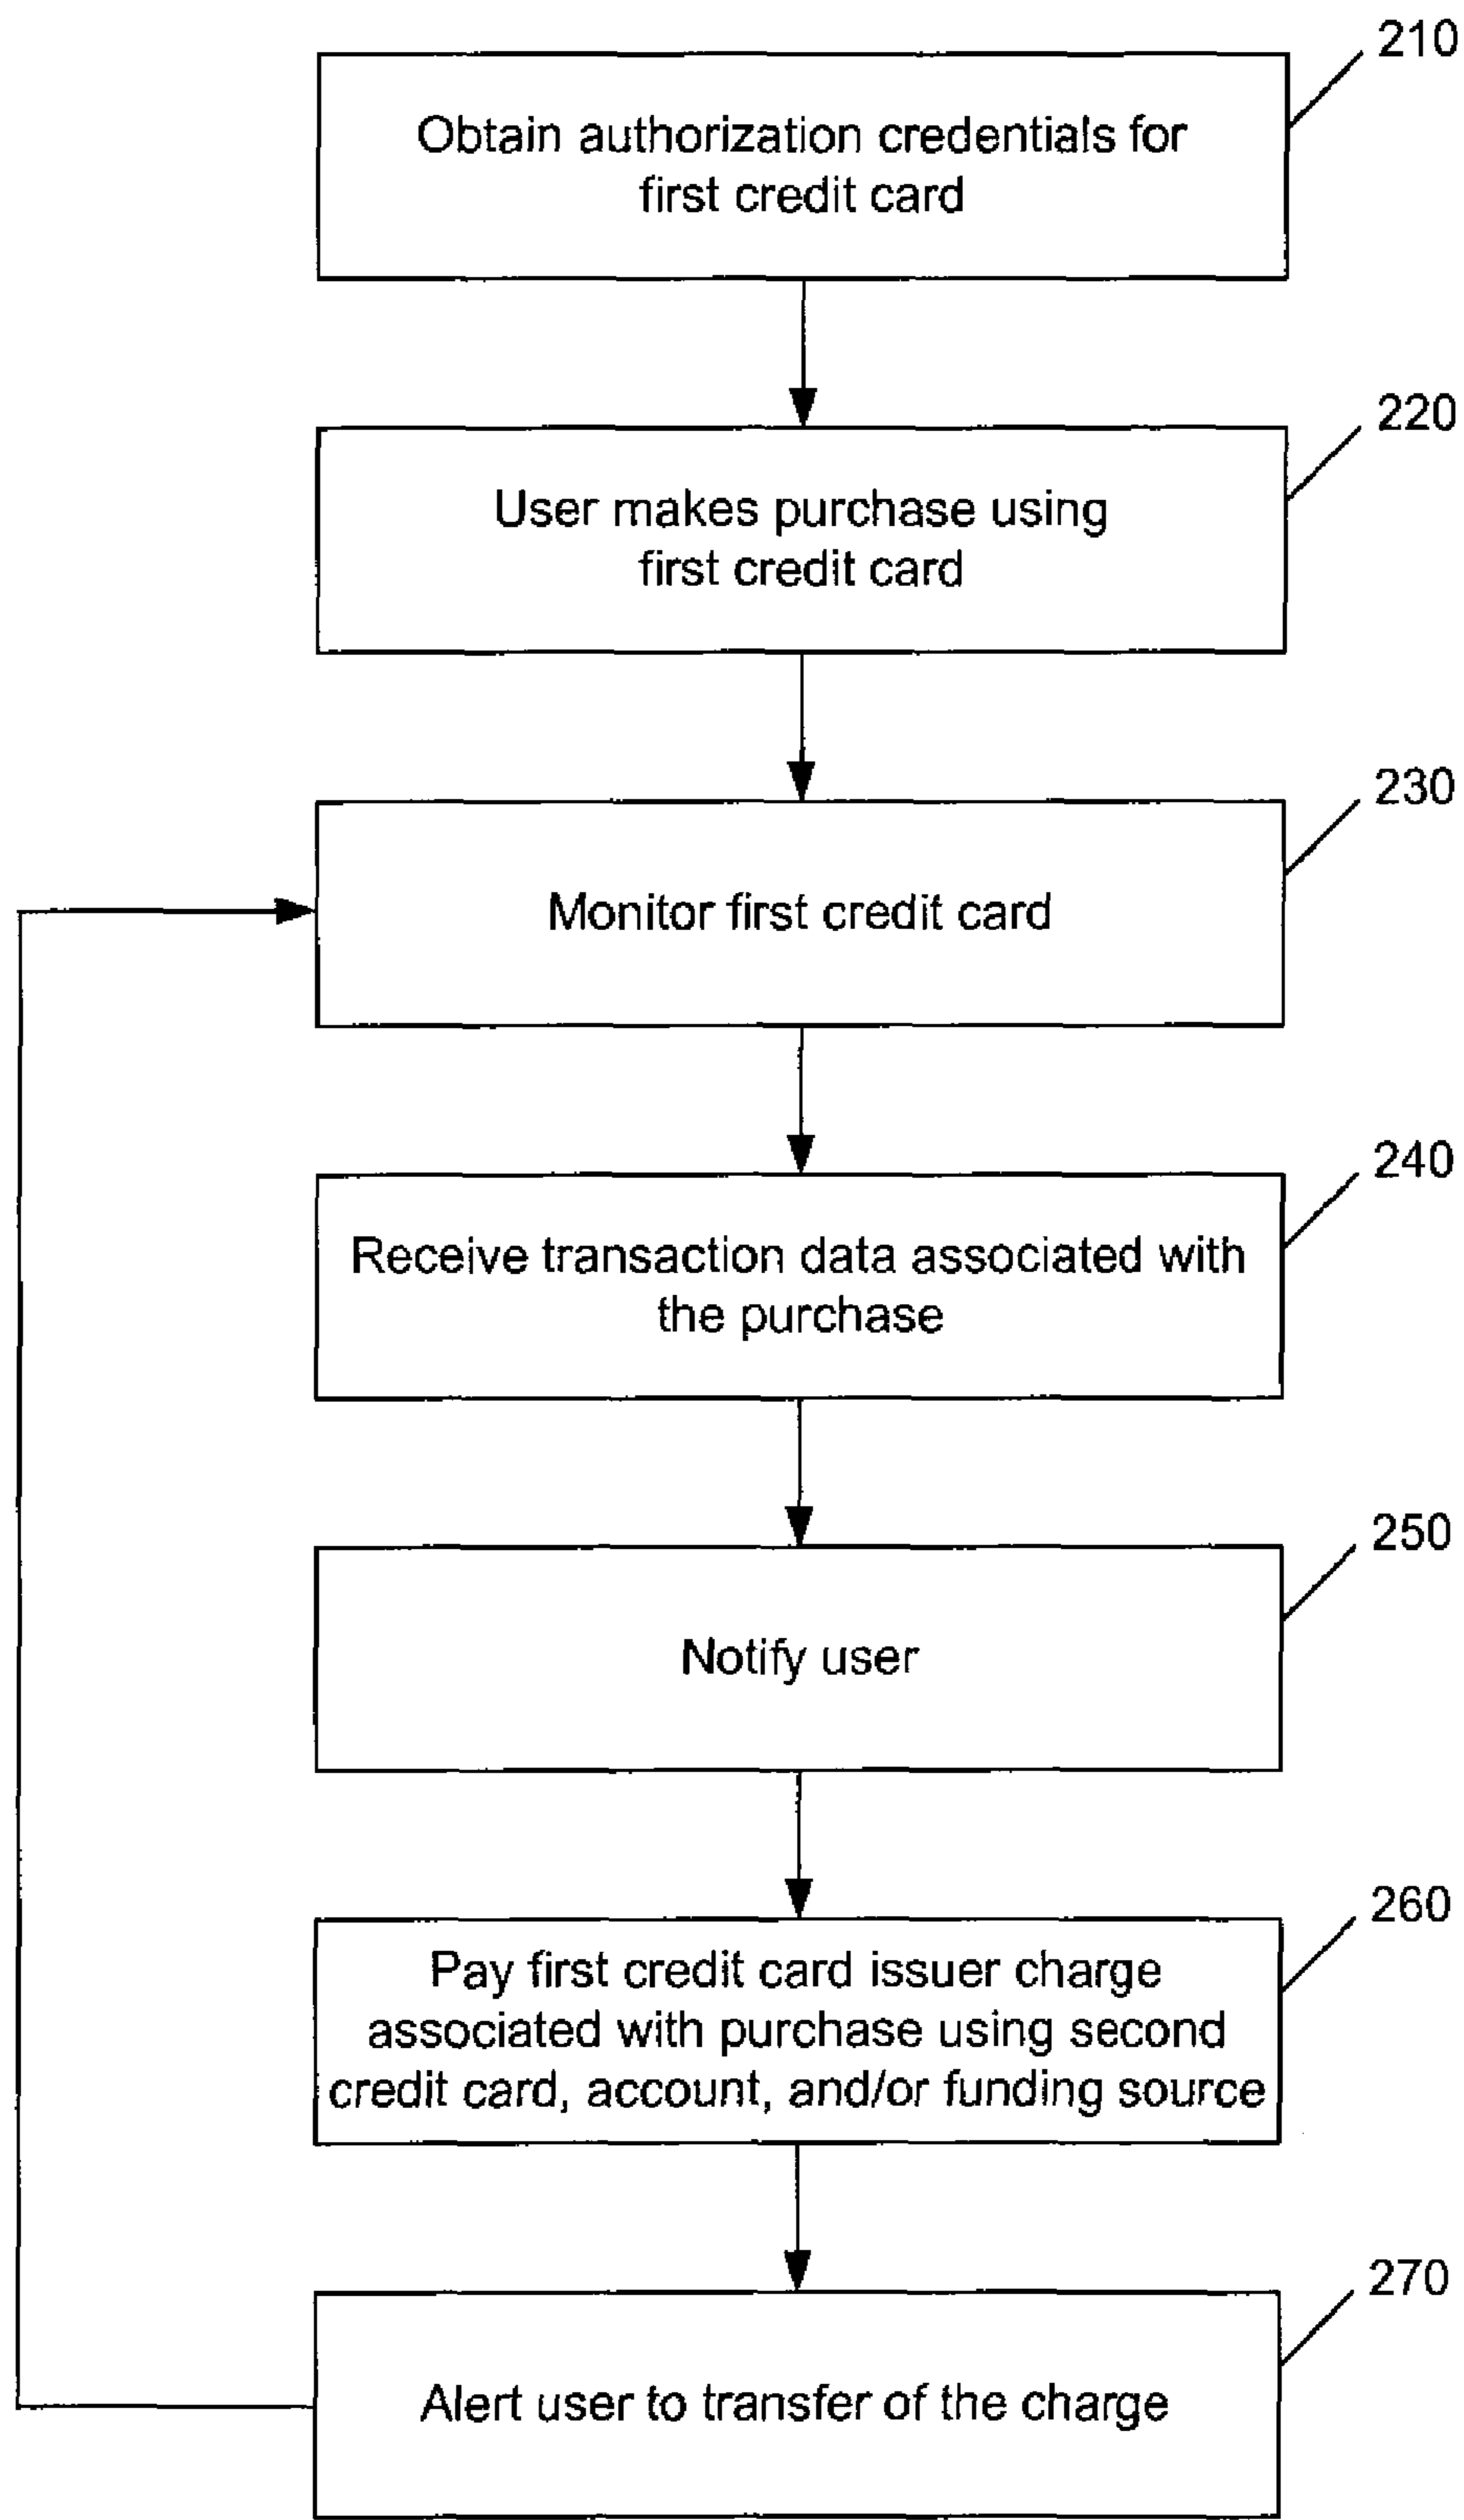 210
Obtain authorization credentials for
first credit card
220
User makes purchase using
first credit card
230
Monitor first credit card
240
Receive transaction data associated with
the purchase
250
Notify user
260
Pay first credit card issuer charge
associated with purchase using second
credit card, account, and/or funding source
270
Alert user to transfer of the charge